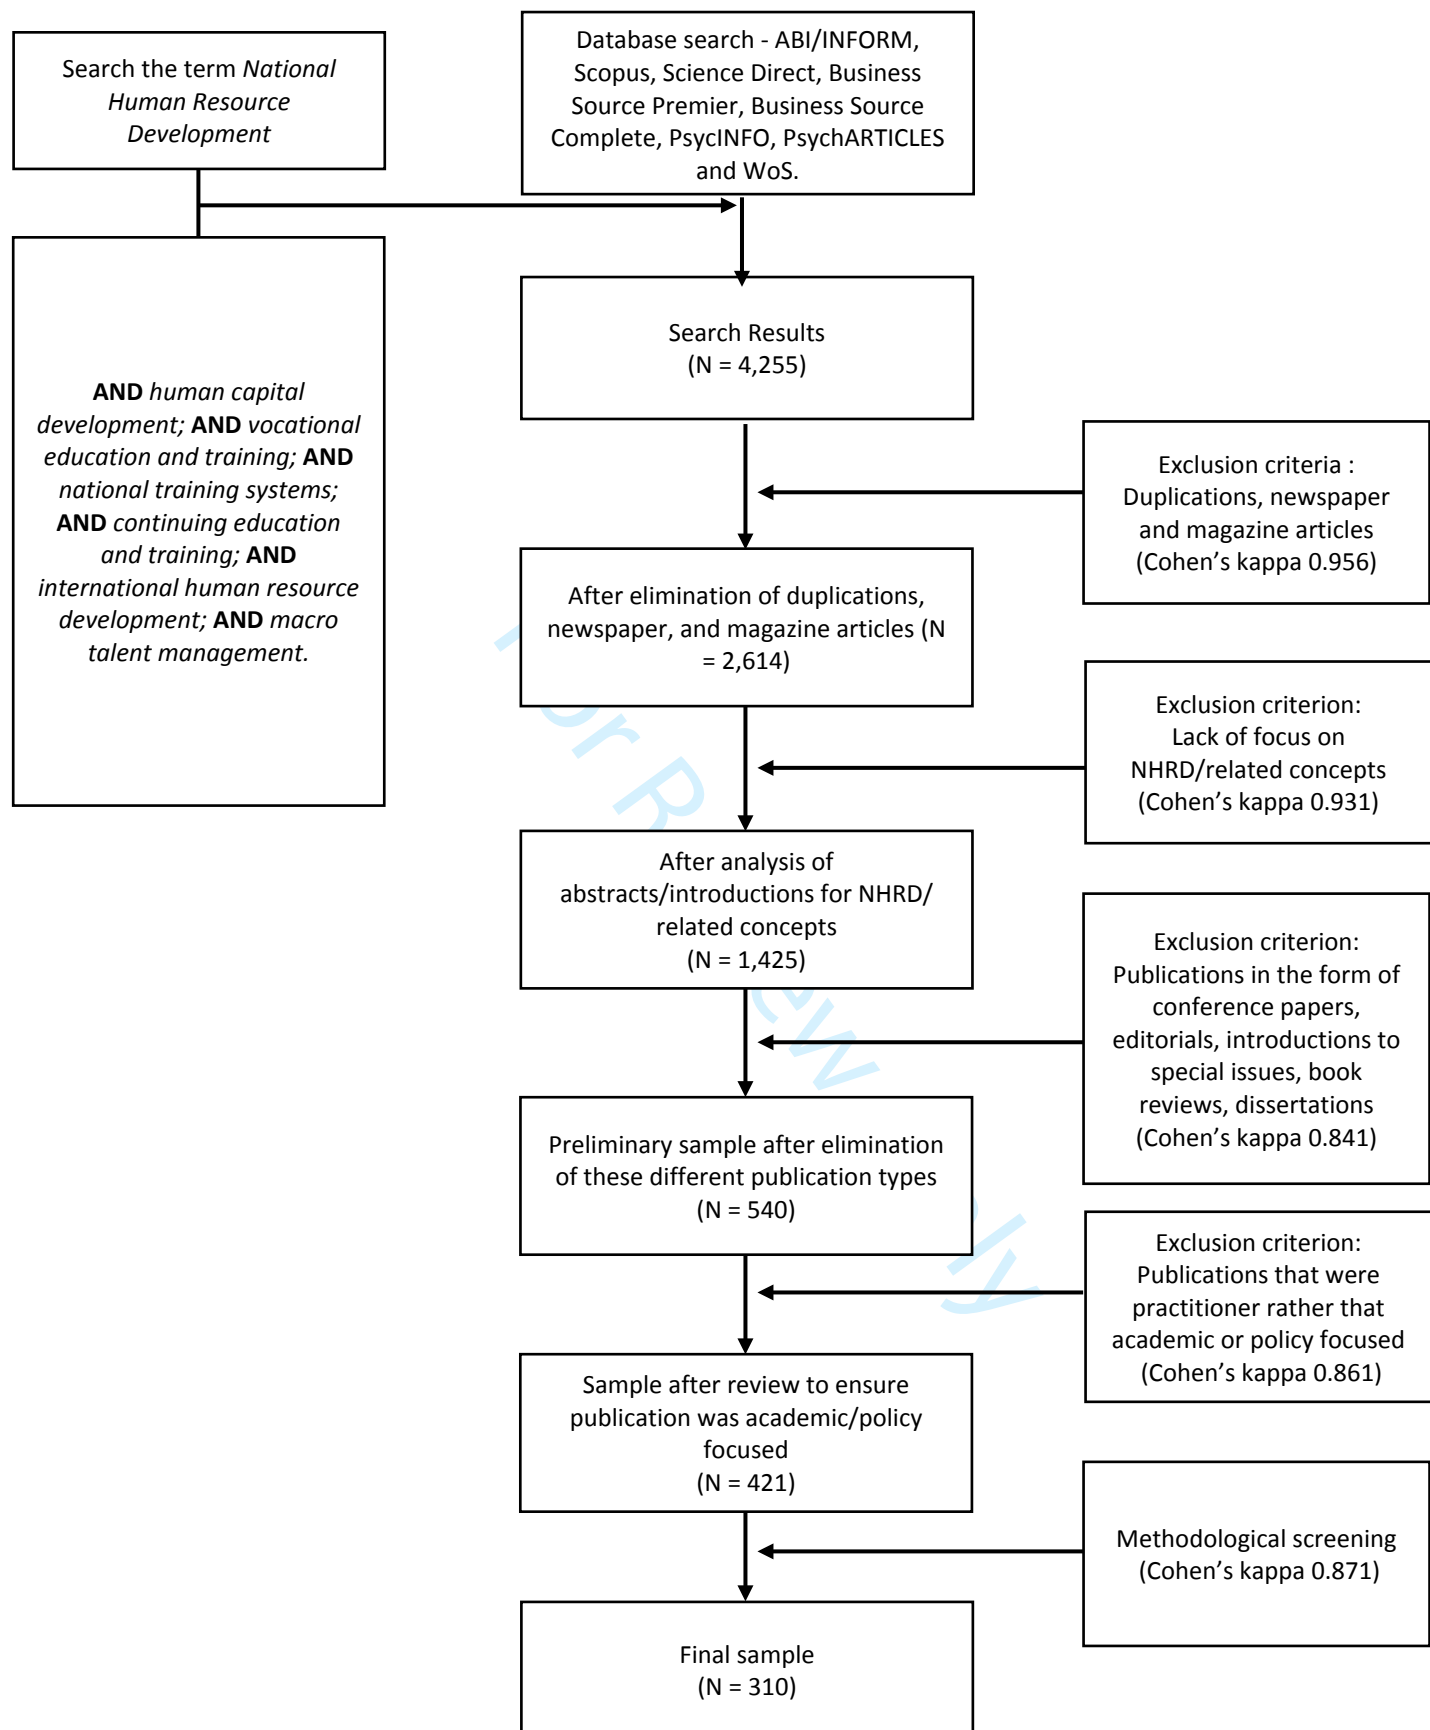 Search the term National
Human Resource
Development
Database search - ABI/INFORM,
Scopus, Science Direct, Business
Source Premier, Business Source
Complete, PsycINFO, PsychARTICLES
and WoS.
AND human capital
development; AND vocational
education and training; AND
national training systems;
AND continuing education
and training; AND
international human resource
development; AND macro
talent management.
Search Results
(N = 4,255)
Exclusion criteria :
Duplications, newspaper
and magazine articles
(Cohen’s kappa 0.956)
After elimination of duplications,
newspaper, and magazine articles (N
= 2,614)
Exclusion criterion:
Lack of focus on
NHRD/related concepts
(Cohen’s kappa 0.931)
After analysis of
abstracts/introductions for NHRD/
related concepts
(N = 1,425)
Exclusion criterion:
Publications in the form of
conference papers,
editorials, introductions to
special issues, book
reviews, dissertations
(Cohen’s kappa 0.841)
Preliminary sample after elimination
of these different publication types
(N = 540)
Exclusion criterion:
Publications that were
practitioner rather that
academic or policy focused
(Cohen’s kappa 0.861)
Sample after review to ensure
publication was academic/policy
focused
(N = 421)
Methodological screening
(Cohen’s kappa 0.871)
Final sample
(N = 310)